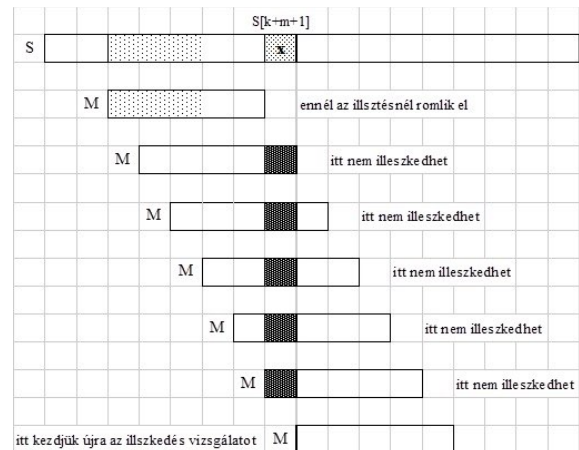 S[k+m+1]
S x
M ennél az illsztésnél romlik el
M itt nem illeszkedhet
M itt nem illeszkedhet
M itt nem illeszkedhet
M itt nem illeszkedhet
M itt nem illeszkedhet
itt kezdjük újra az illszkedés vizsgálatot M